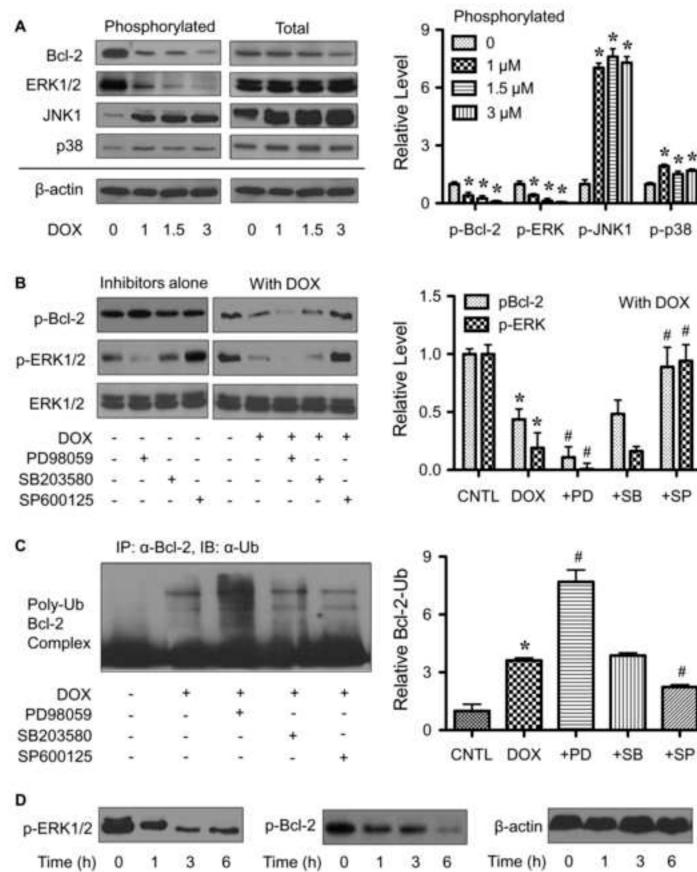 A
Phosphorylated Total
Bcl-2
ERK1/2
JNK1
p38
β-actin
DOX 0 1 1.5 3 0 1 1.5 3
Phosphorylated
0
1 µM
1.5 µM
3 µM
Relative Level
9
6
3
0
* * * * * * * * * * * *
p-Bcl-2 p-ERK p-JNK1 p-p38
B
Inhibitors alone With DOX
p-Bcl-2
p-ERK1/2
ERK1/2
DOX - - - - - + + + +
PD98059 - + - - - - + - -
SB203580 - - + - - - - + -
SP600125 - - - + - - - - +
pBcl-2 With DOX
p-ERK
Relative Level
1.5
1.0
0.5
0.0
* * # # # #
CNTL DOX +PD +SB +SP
C
IP: α-Bcl-2, IB: α-Ub
Poly-Ub
Bcl-2
Complex
DOX - + + + +
PD98059 - - + - -
SB203580 - - - + -
SP600125 - - - - +
Relative Bcl-2-Ub
9
6
3
0
* # #
CNTL DOX +PD +SB +SP
D
p-ERK1/2 p-Bcl-2 β-actin
Time (h) 0 1 3 6 Time (h) 0 1 3 6 Time (h) 0 1 3 6